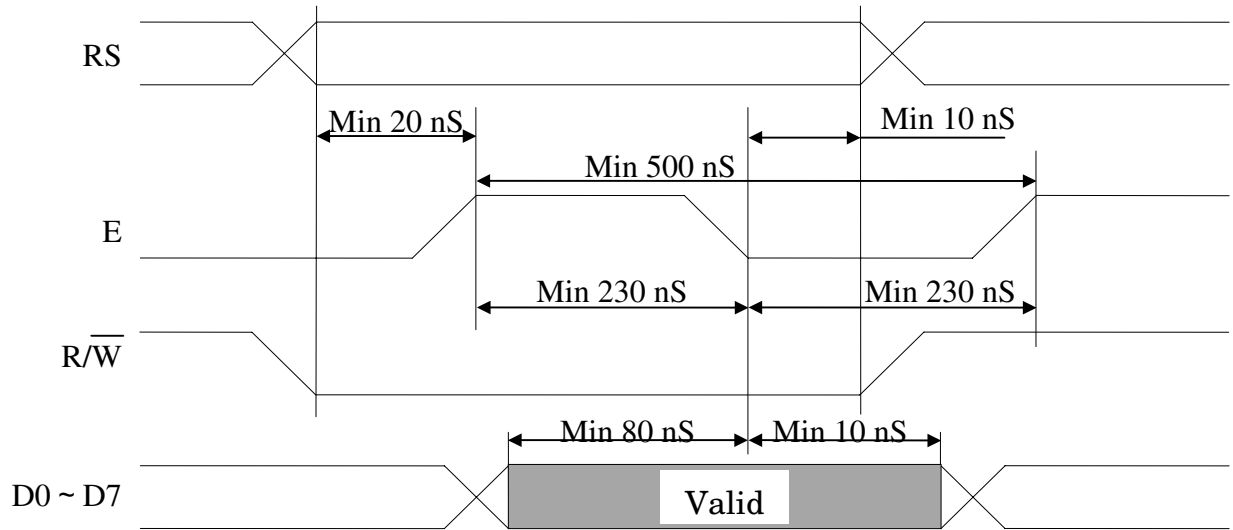 RS
Min 20 nS
Min 10 nS
Min 500 nS
E
Min 230 nS
Min 230 nS
R/W̅
Min 80 nS
Min 10 nS
D0 ~ D7
Valid